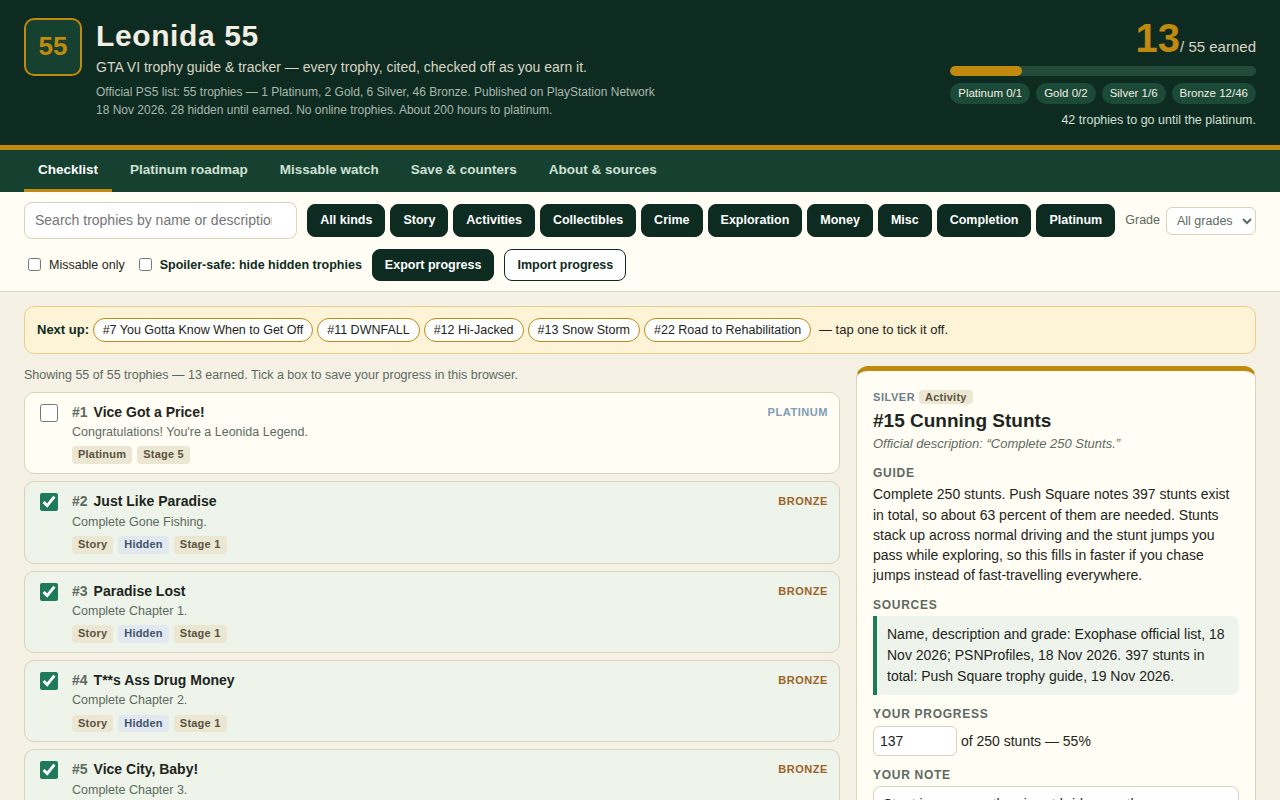 55
Leonida 55
GTA VI trophy guide & tracker — every trophy, cited, checked off as you earn it.
Official PS5 list: 55 trophies — 1 Platinum, 2 Gold, 6 Silver, 46 Bronze. Published on PlayStation Network
18 Nov 2026. 28 hidden until earned. No online trophies. About 200 hours to platinum.
13 / 55 earned
Platinum 0/1 Gold 0/2 Silver 1/6 Bronze 12/46
42 trophies to go until the platinum.
Checklist Platinum roadmap Missable watch Save & counters About & sources
Search trophies by name or description All kinds Story Activities Collectibles Crime Exploration Money Misc Completion Platinum Grade All grades
Missable only Spoiler-safe: hide hidden trophies Export progress Import progress
Next up: #7 You Gotta Know When to Get Off #11 DWNFALL #12 Hi-Jacked #13 Snow Storm #22 Road to Rehabilitation — tap one to tick it off.
Showing 55 of 55 trophies — 13 earned. Tick a box to save your progress in this browser.
#1 Vice Got a Price! PLATINUM
Congratulations! You're a Leonida Legend.
Platinum Stage 5
#2 Just Like Paradise BRONZE
Complete Gone Fishing.
Story Hidden Stage 1
#3 Paradise Lost BRONZE
Complete Chapter 1.
Story Hidden Stage 1
#4 T**s Ass Drug Money BRONZE
Complete Chapter 2.
Story Hidden Stage 1
#5 Vice City, Baby! BRONZE
Complete Chapter 3.
SILVER Activity
#15 Cunning Stunts
Official description: “Complete 250 Stunts.”
GUIDE
Complete 250 stunts. Push Square notes 397 stunts exist
in total, so about 63 percent of them are needed. Stunts
stack up across normal driving and the stunt jumps you
pass while exploring, so this fills in faster if you chase
jumps instead of fast-travelling everywhere.
SOURCES
Name, description and grade: Exophase official list, 18
Nov 2026; PSNProfiles, 18 Nov 2026. 397 stunts in
total: Push Square trophy guide, 19 Nov 2026.
YOUR PROGRESS
137 of 250 stunts — 55%
YOUR NOTE